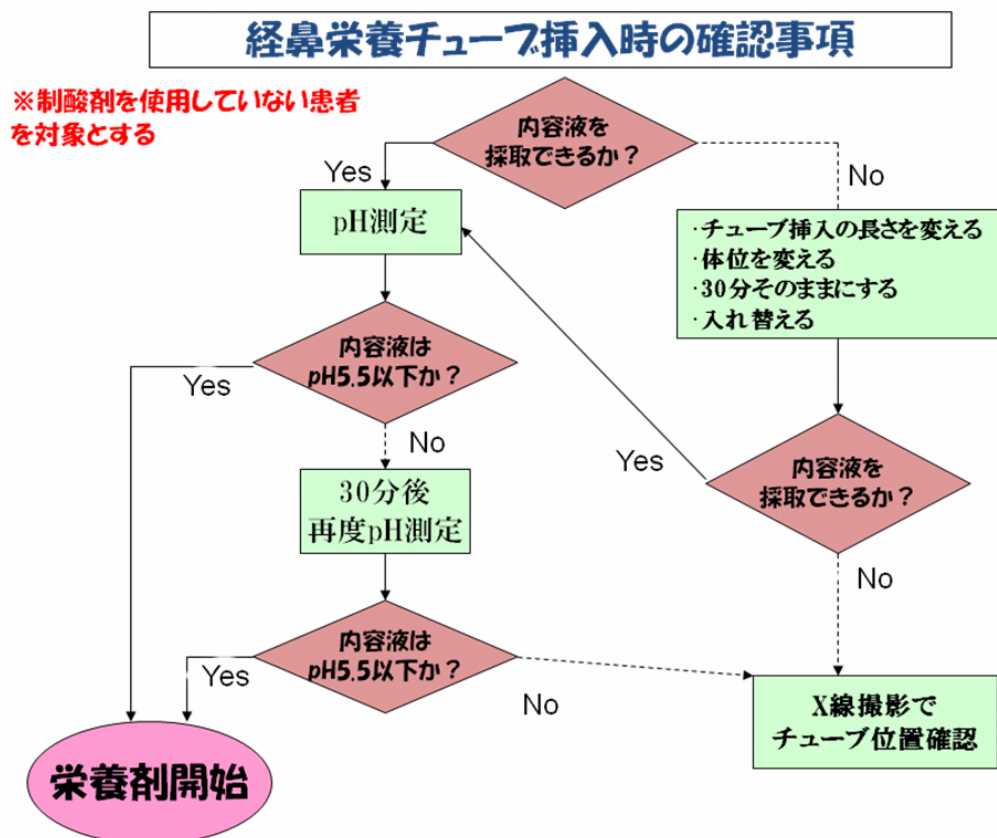 経鼻栄養チューブ挿入時の確認事項
※制酸剤を使用していない患者
を対象とする
内容液を
採取できるか？
Yes
No
pH測定
・チューブ挿入の長さを変える
・体位を変える
・30分そのままにする
・入れ替える
内容液は
pH5.5以下か？
Yes
No
内容液を
採取できるか？
Yes
No
30分後
再度pH測定
内容液は
pH5.5以下か？
Yes
No
X線撮影で
チューブ位置確認
栄養剤開始